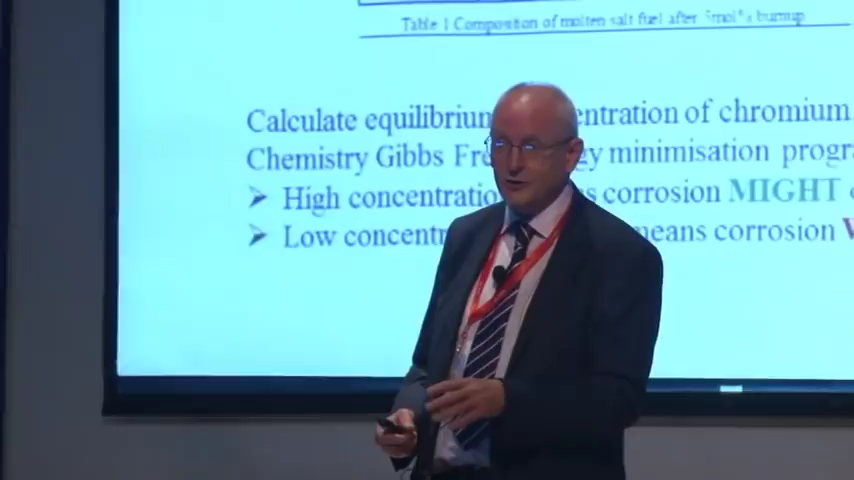 Table 1 Composition of molten salt fuel after 5mol% burnup
Calculate equilibrium entration of chromium
Chemistry Gibbs Fre gy minimisation progra
➢ High concentratio s corrosion MIGHT
➢ Low concentr means corrosion